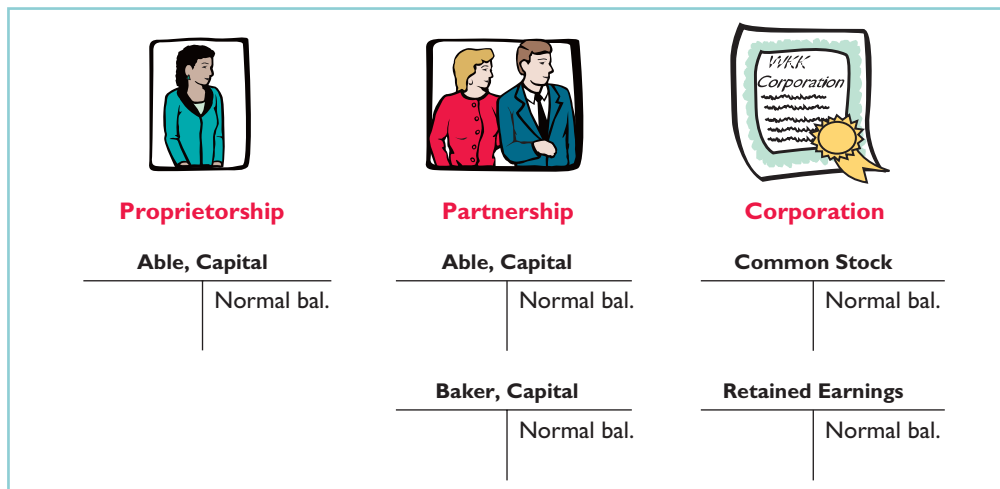 WKK
Corporation
Proprietorship
Partnership
Corporation
Able, Capital
Able, Capital
Common Stock
Normal bal.
Normal bal.
Normal bal.
Baker, Capital
Retained Earnings
Normal bal.
Normal bal.